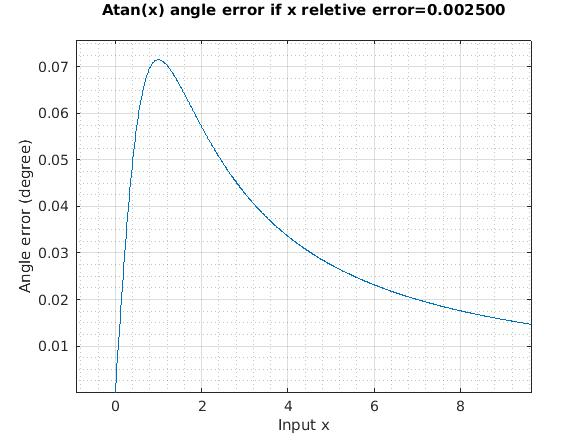 Atan(x) angle error if x reletive error=0.002500
0.07
0.06
0.05
0.04
0.03
0.02
0.01
Angle error (degree)
0 2 4 6 8
Input x